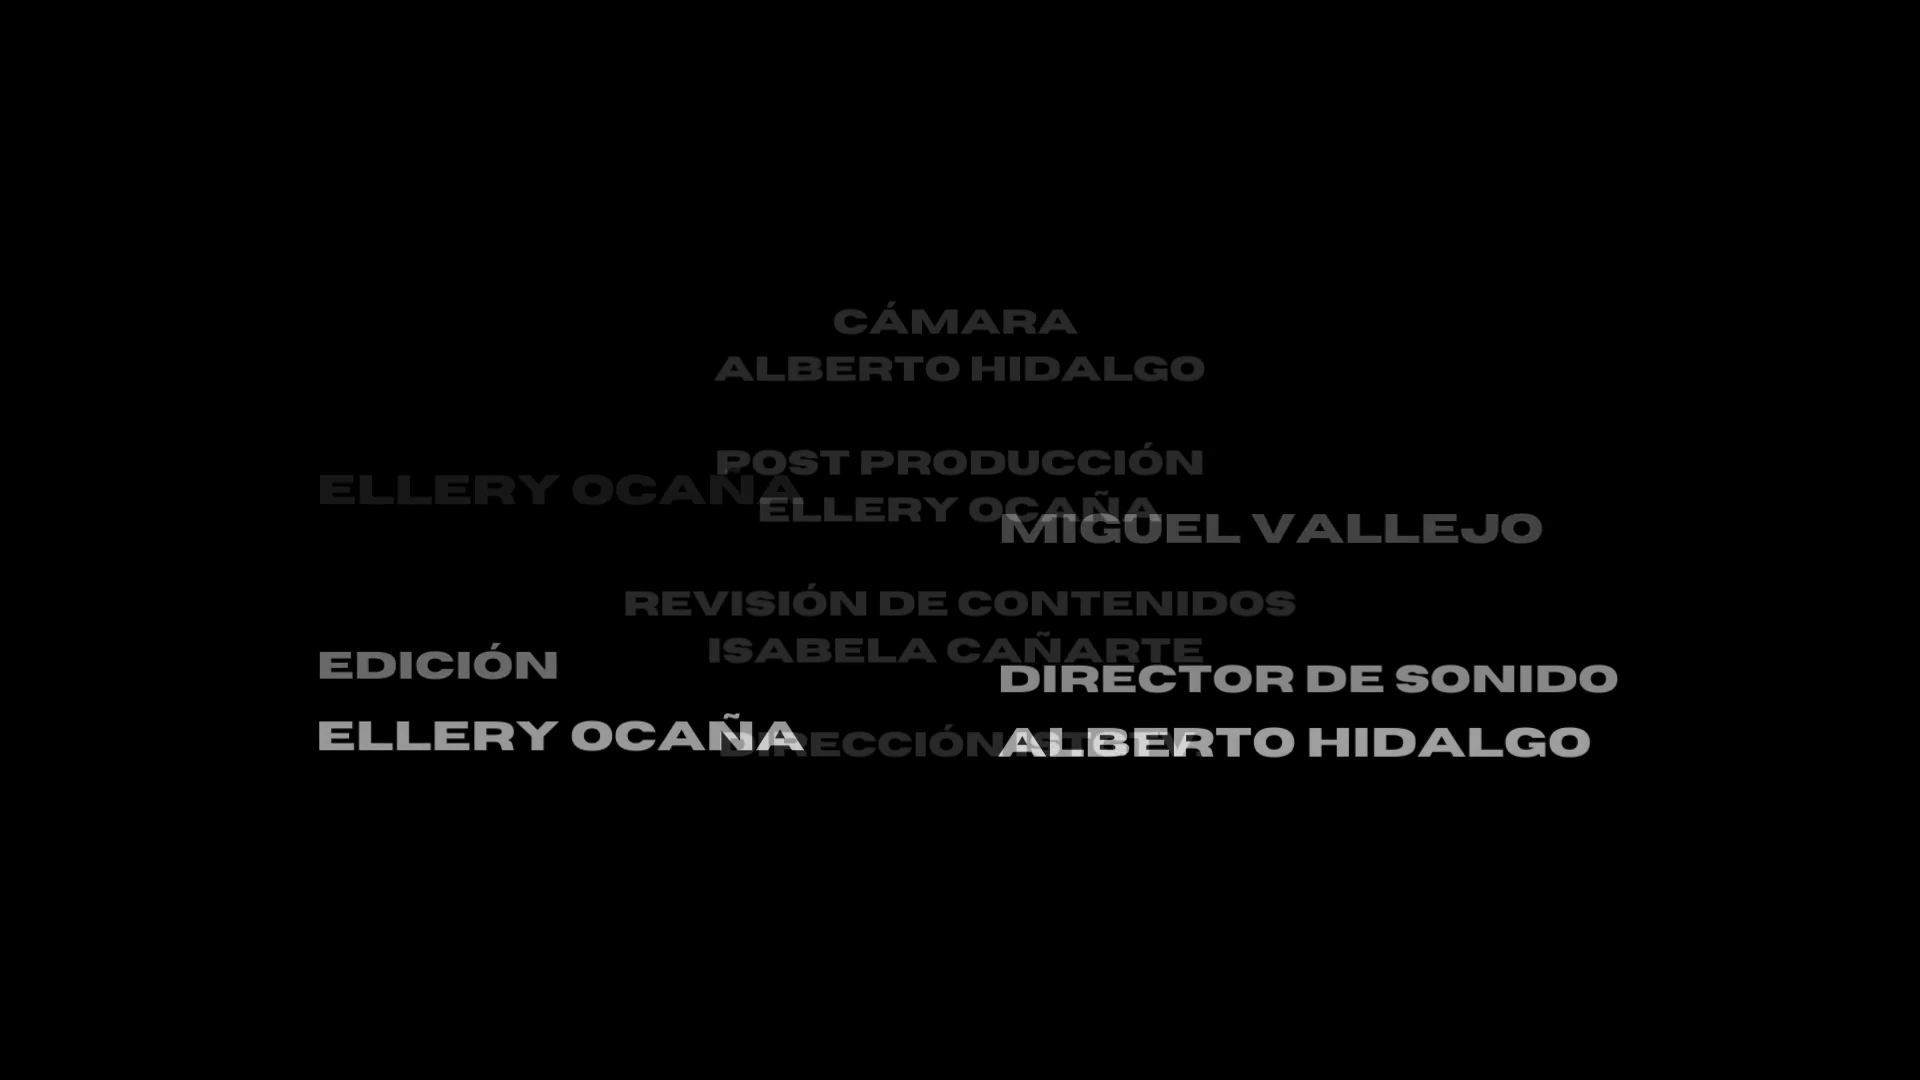 CÁMARA
ALBERTO HIDALGO
POST PRODUCCIÓN
ELLERY OCAÑA
ELLERY OCAÑA
MIGUEL VALLEJO
REVISIÓN DE CONTENIDOS
ISABELA CAÑARTE
EDICIÓN
ELLERY OCAÑA
DIRECTOR DE SONIDO
ALBERTO HIDALGO
DIRECCIÓN